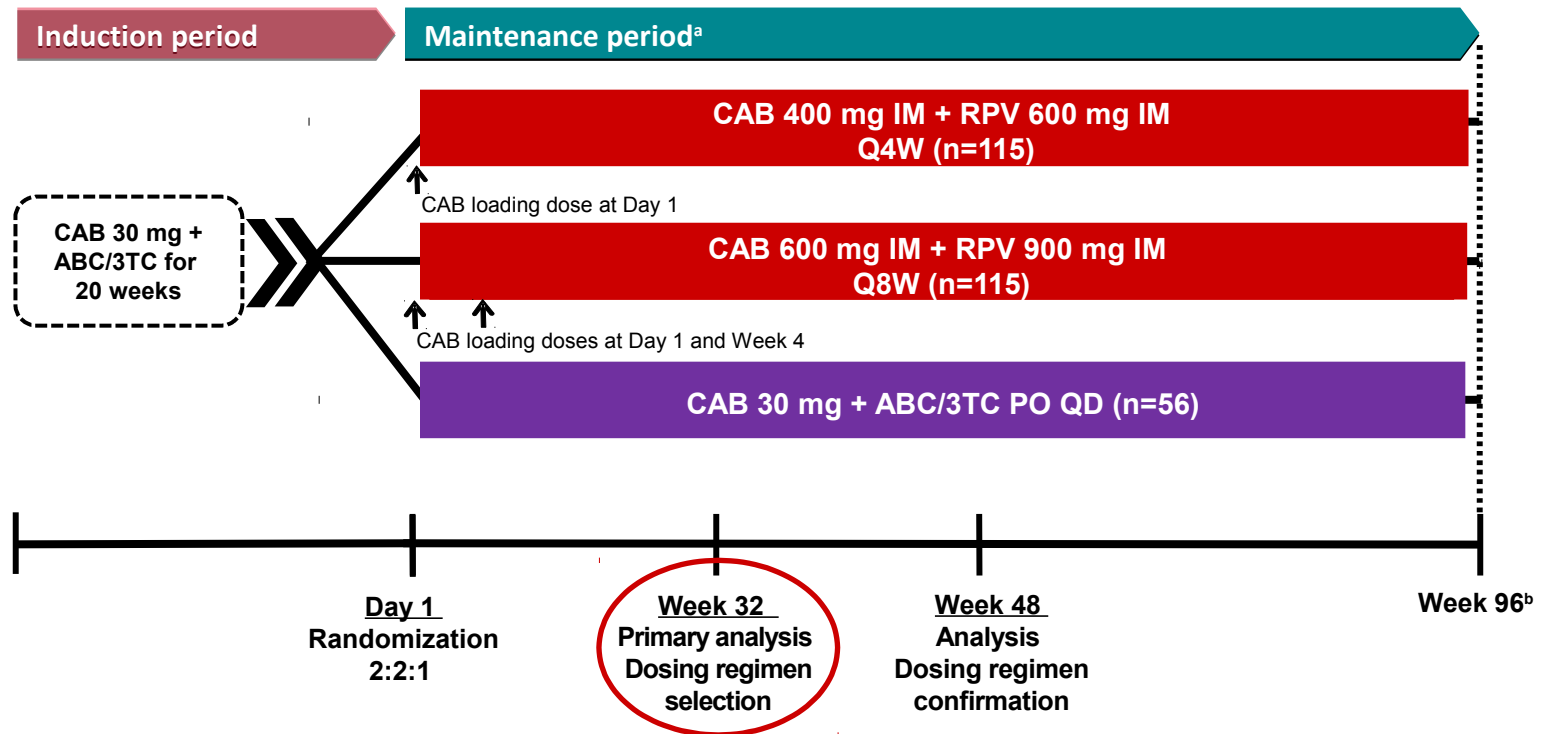 Induction period
Maintenance periodᵃ
CAB 400 mg IM + RPV 600 mg IM
Q4W (n=115)
CAB loading dose at Day 1
CAB 30 mg +
ABC/3TC for
20 weeks
CAB 600 mg IM + RPV 900 mg IM
Q8W (n=115)
CAB loading doses at Day 1 and Week 4
CAB 30 mg + ABC/3TC PO QD (n=56)
Day 1
Randomization
2:2:1
Week 32
Primary analysis
Dosing regimen
selection
Week 48
Analysis
Dosing regimen
confirmation
Week 96ᵇ